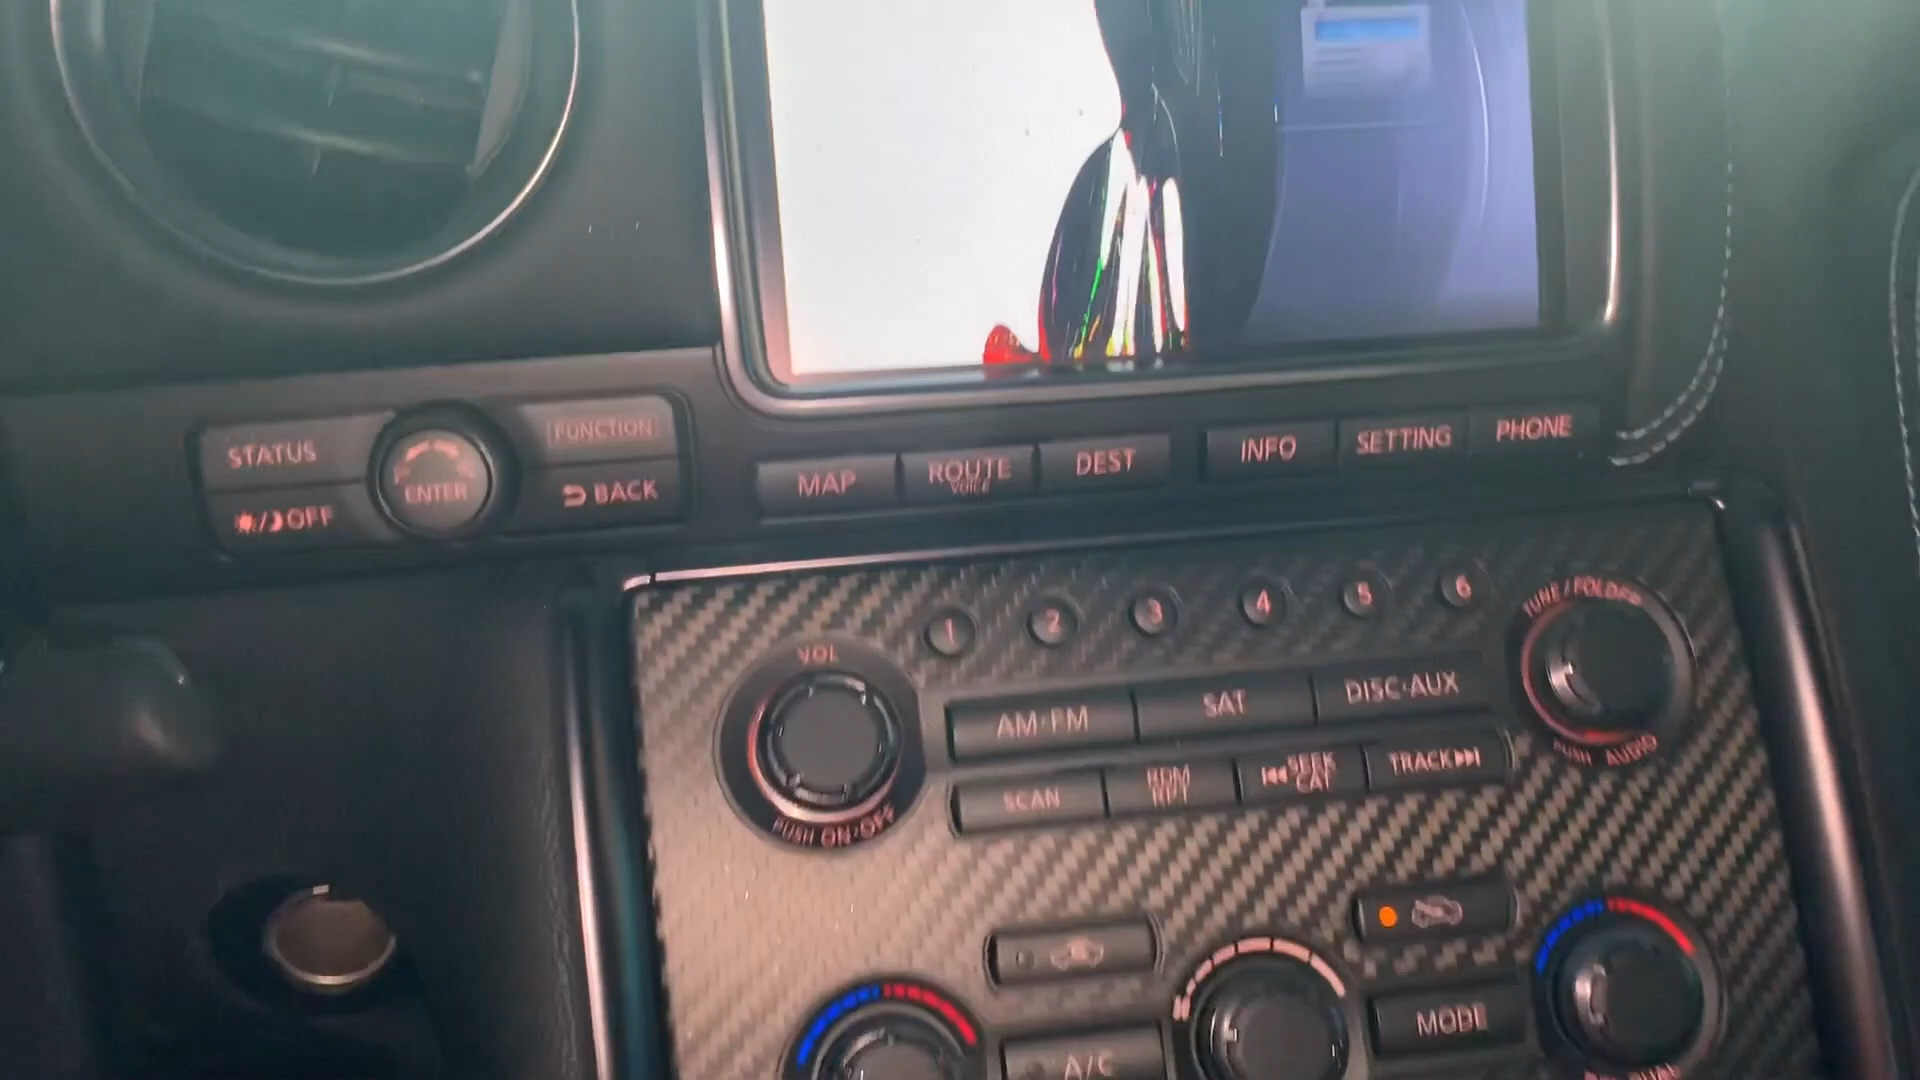 STATUS
FUNCTION
ENTER
OFF
BACK
MAP
ROUTE
VOICE
DEST
INFO
SETTING
PHONE
1 2 3 4 5 6
VOL
PUSH ON·OFF
TUNE / FOLDER
PUSH AUDIO
AM·FM
SAT
DISC·AUX
SCAN
RDM
RPT
SEEK
CAT
TRACK
MODE
A/C